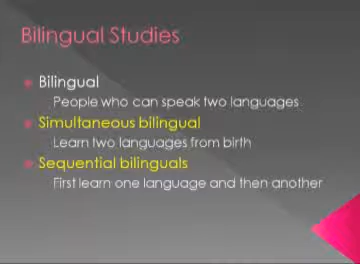 Bilingual Studies
Bilingual
People who can speak two languages
Simultaneous bilingual
Learn two languages from birth
Sequential bilinguals
First learn one language and then another